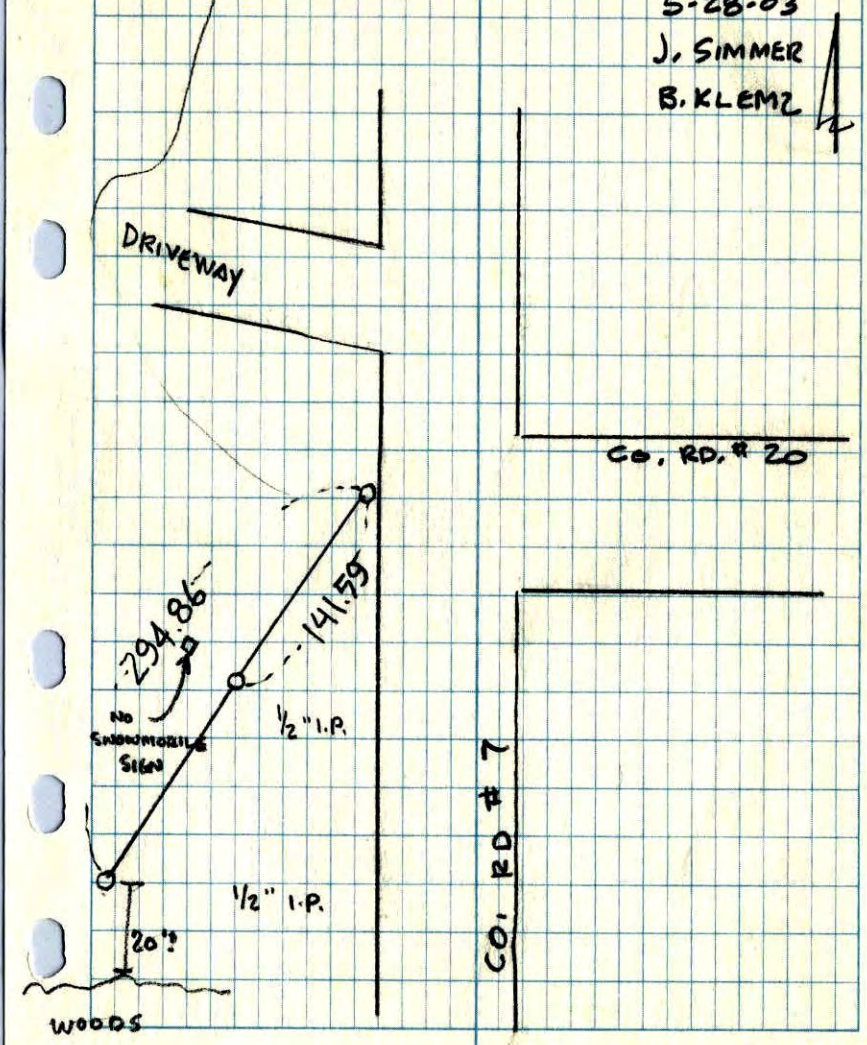 5-28-03
J. SIMMER
B. KLEMZ
DRIVEWAY
CO. RD. # 20
294.86
141.59
NO
SNOWMOBILE
SIGN
1/2" I.P.
CO. RD # 7
1/2" I.P.
20'±
WOODS